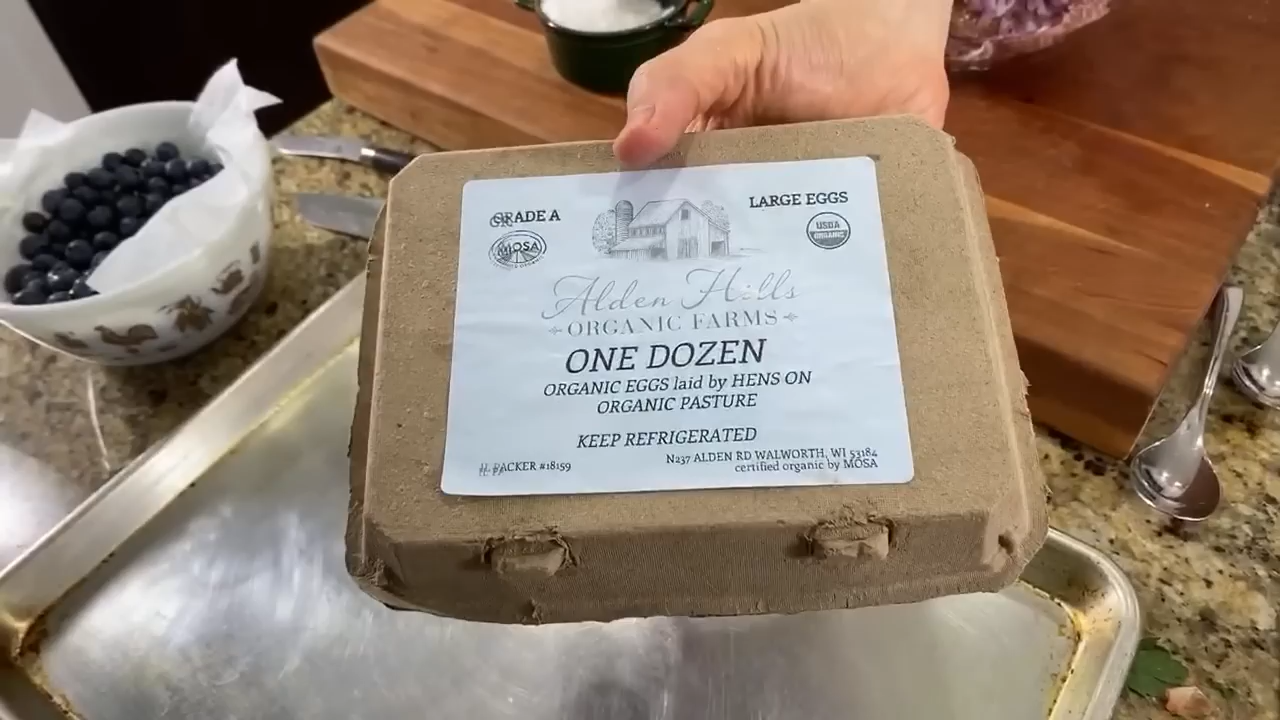 GRADE A
LARGE EGGS
MOSA
USDA
ORGANIC
Alden Hills
ORGANIC FARMS
ONE DOZEN
ORGANIC EGGS laid by HENS ON
ORGANIC PASTURE
KEEP REFRIGERATED
PACKER #18159
N237 ALDEN RD WALWORTH, WI 53184
certified organic by MOSA